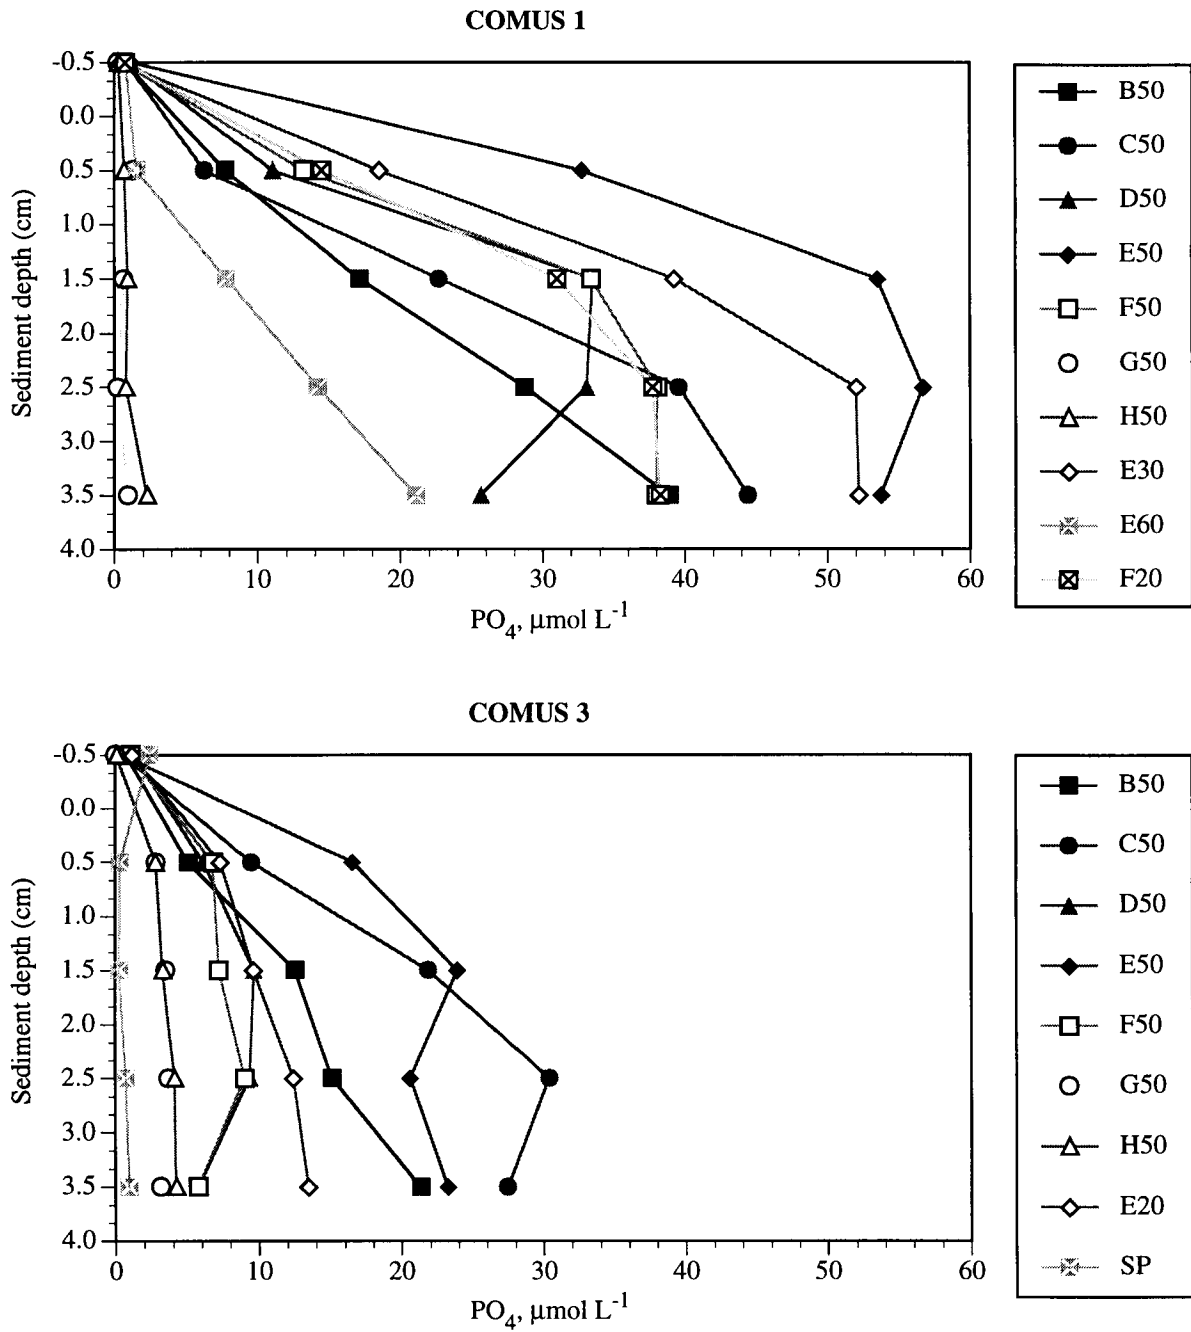 COMUS 1
-0.5
0.0
0.5
1.0
1.5
2.0
2.5
3.0
3.5
4.0
Sediment depth (cm)
0 10 20 30 40 50 60
PO4, µmol L-1
B50
C50
D50
E50
F50
G50
H50
E30
E60
F20
COMUS 3
-0.5
0.0
0.5
1.0
1.5
2.0
2.5
3.0
3.5
4.0
Sediment depth (cm)
0 10 20 30 40 50 60
PO4, µmol L-1
B50
C50
D50
E50
F50
G50
H50
E20
SP